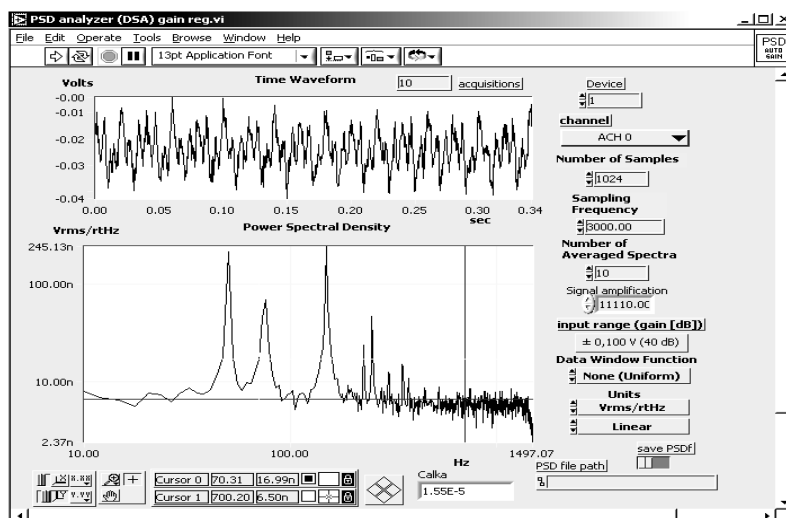 PSD analyzer (DSA) gain reg.vi
File Edit Operate Tools Browse Window Help
13pt Application Font
PSD
AUTO
GAIN
Volts
Time Waveform
10
acquisitions
-0.00
-0.01
-0.02
-0.03
-0.04
0.00 0.05 0.10 0.15 0.20 0.25 0.30 0.34
sec
Vrms/rtHz
Power Spectral Density
245.13n
100.00n
10.00n
2.37n
10.00 100.00 1497.07
Hz
Device
1
channel
ACH 0
Number of Samples
1024
Sampling
Frequency
3000.00
Number of
Averaged Spectra
10
Signal amplification
11110.00
input range (gain [dB])
± 0,100 V (40 dB)
Data Window Function
None (Uniform)
Units
Vrms/rtHz
Linear
save PSDf
PSD file path
X.XX
Y.YY
Cursor 0 70.31 16.99n
Cursor 1 700.20 6.50n
Calka
1.55E-5